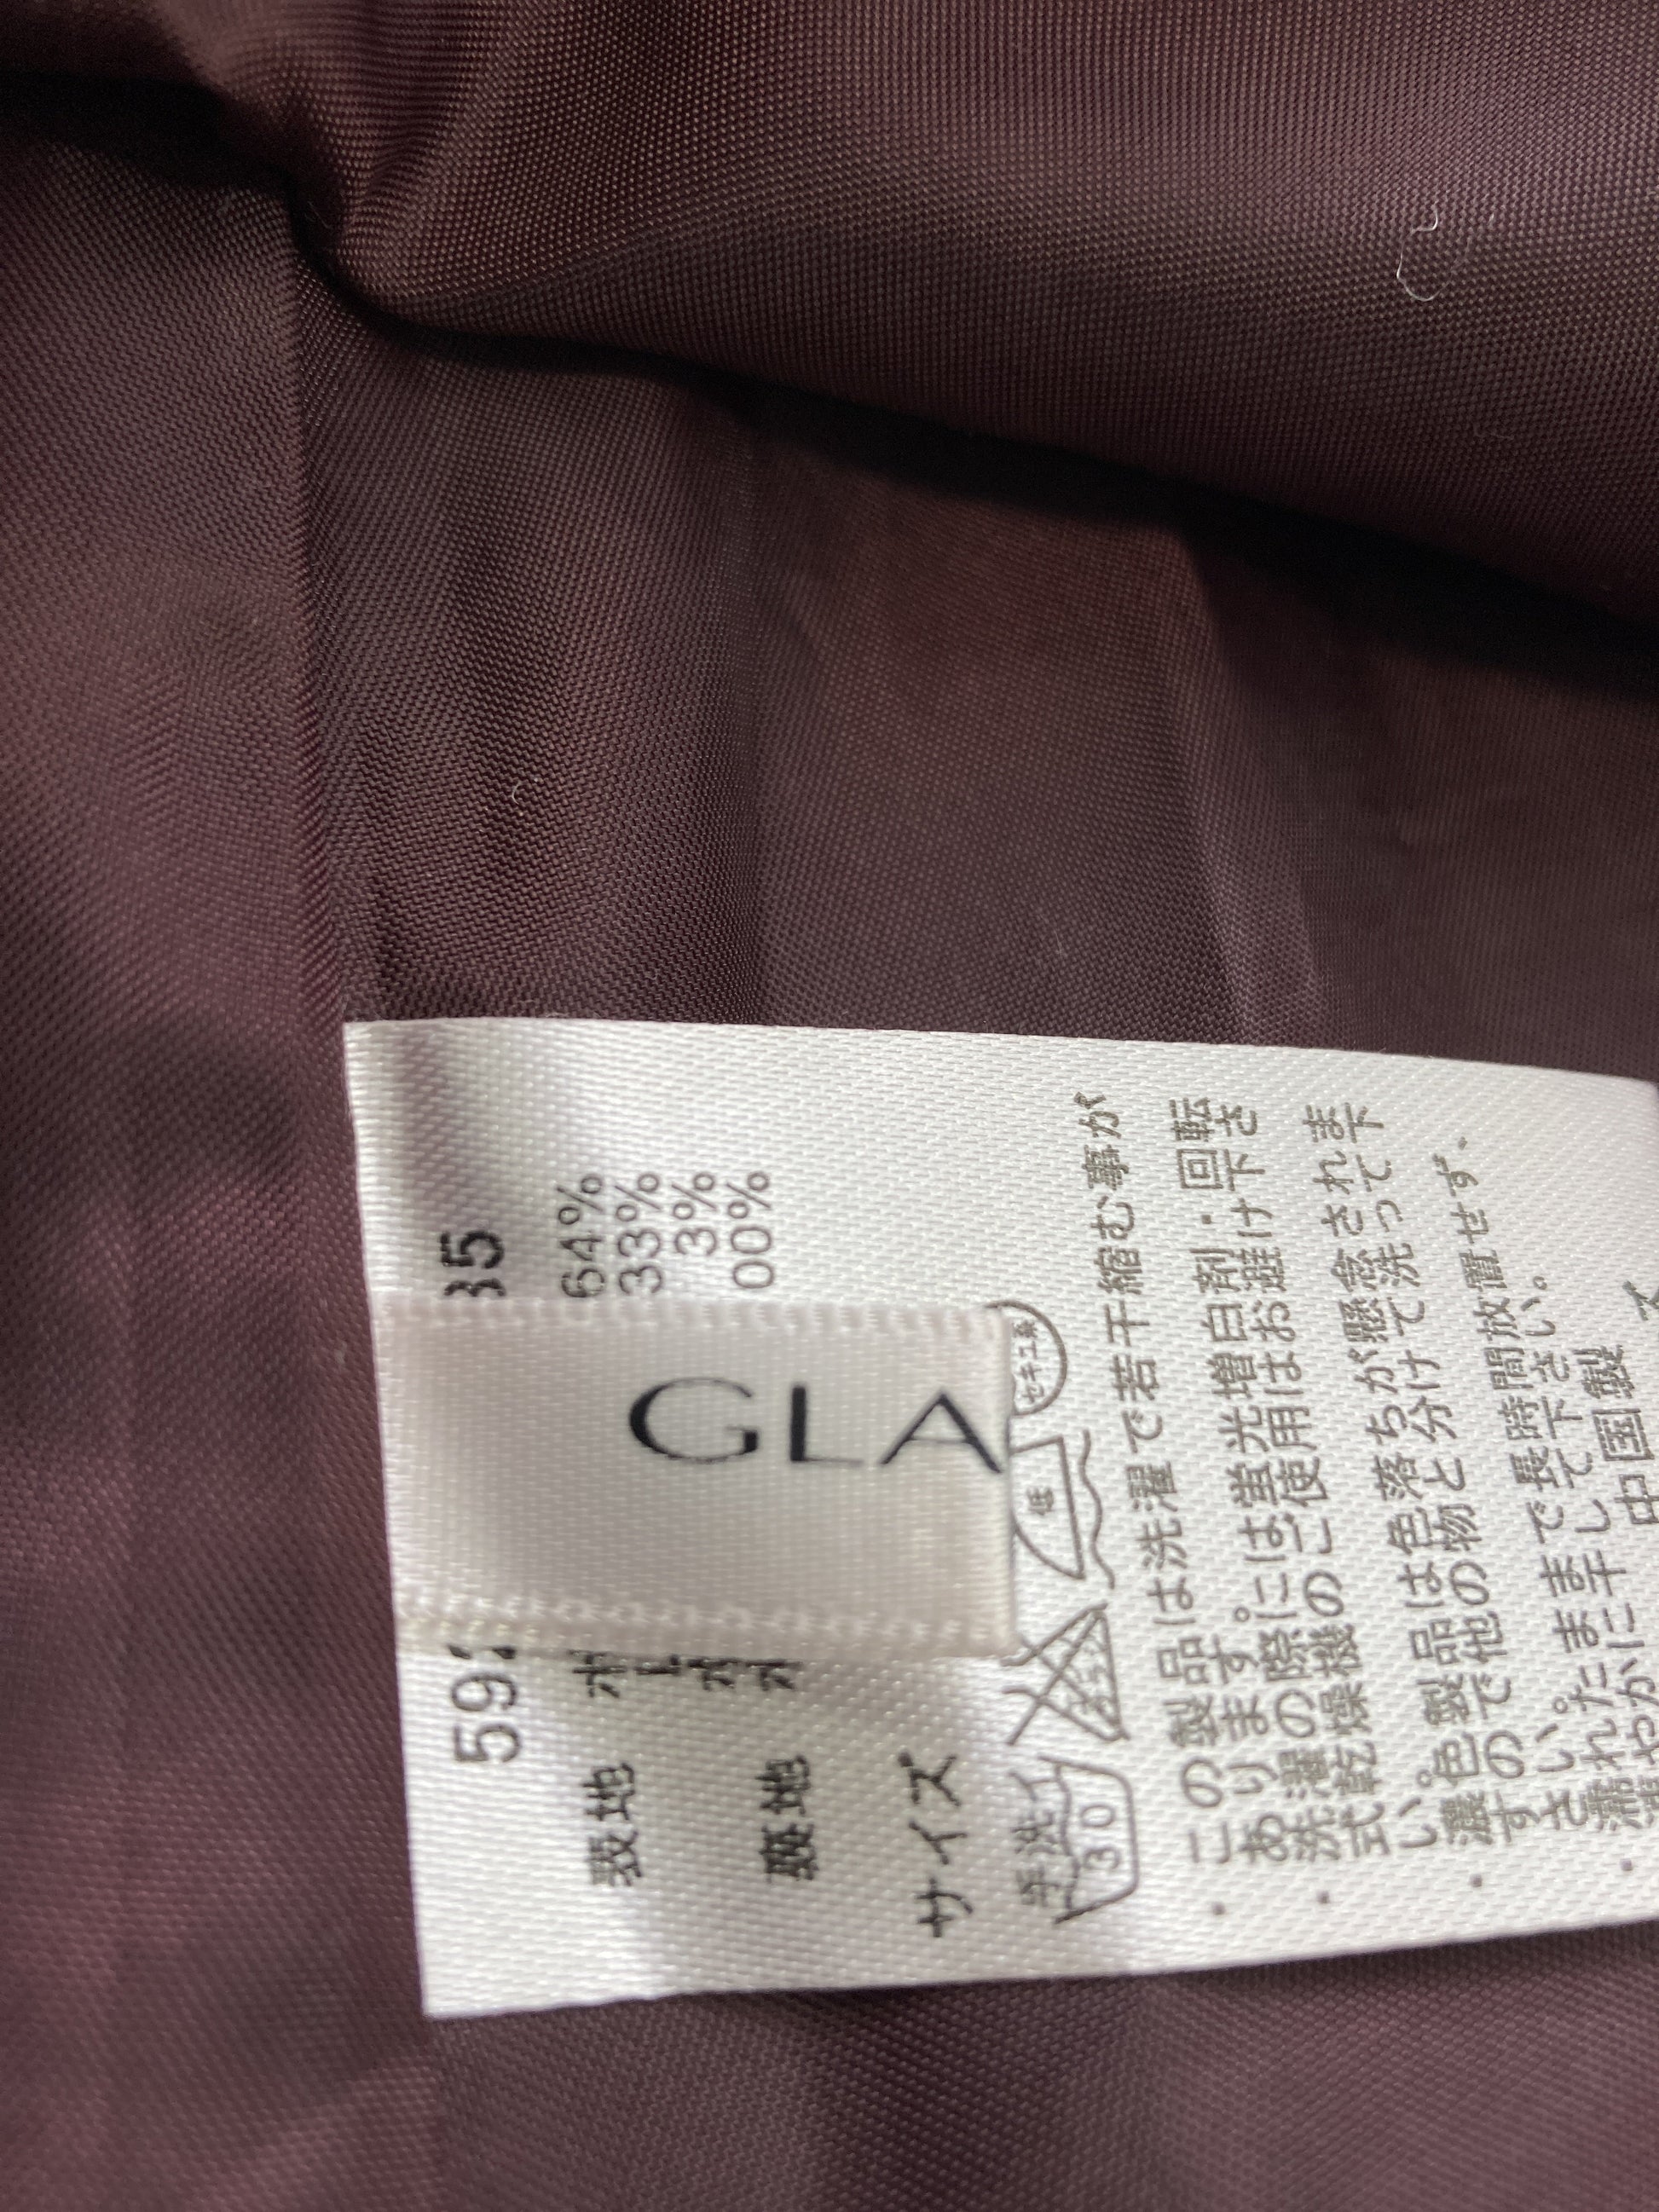 592 35
表地 ポ 64%
レ 33%
3%
裏地 00%
サイズ
GLA
手洗 30 低 セキユ系
この製品は洗濯で若干縮む事が
あります。
洗濯の際には蛍光増白剤・回転
式乾燥機のご使用はお避け下さ
い。
濃色製品は色落ちが懸念されま
すので他の物と分けて洗って下
さい。
濡れたままで長時間放置せず、
速やかに干して下さい。
中国製